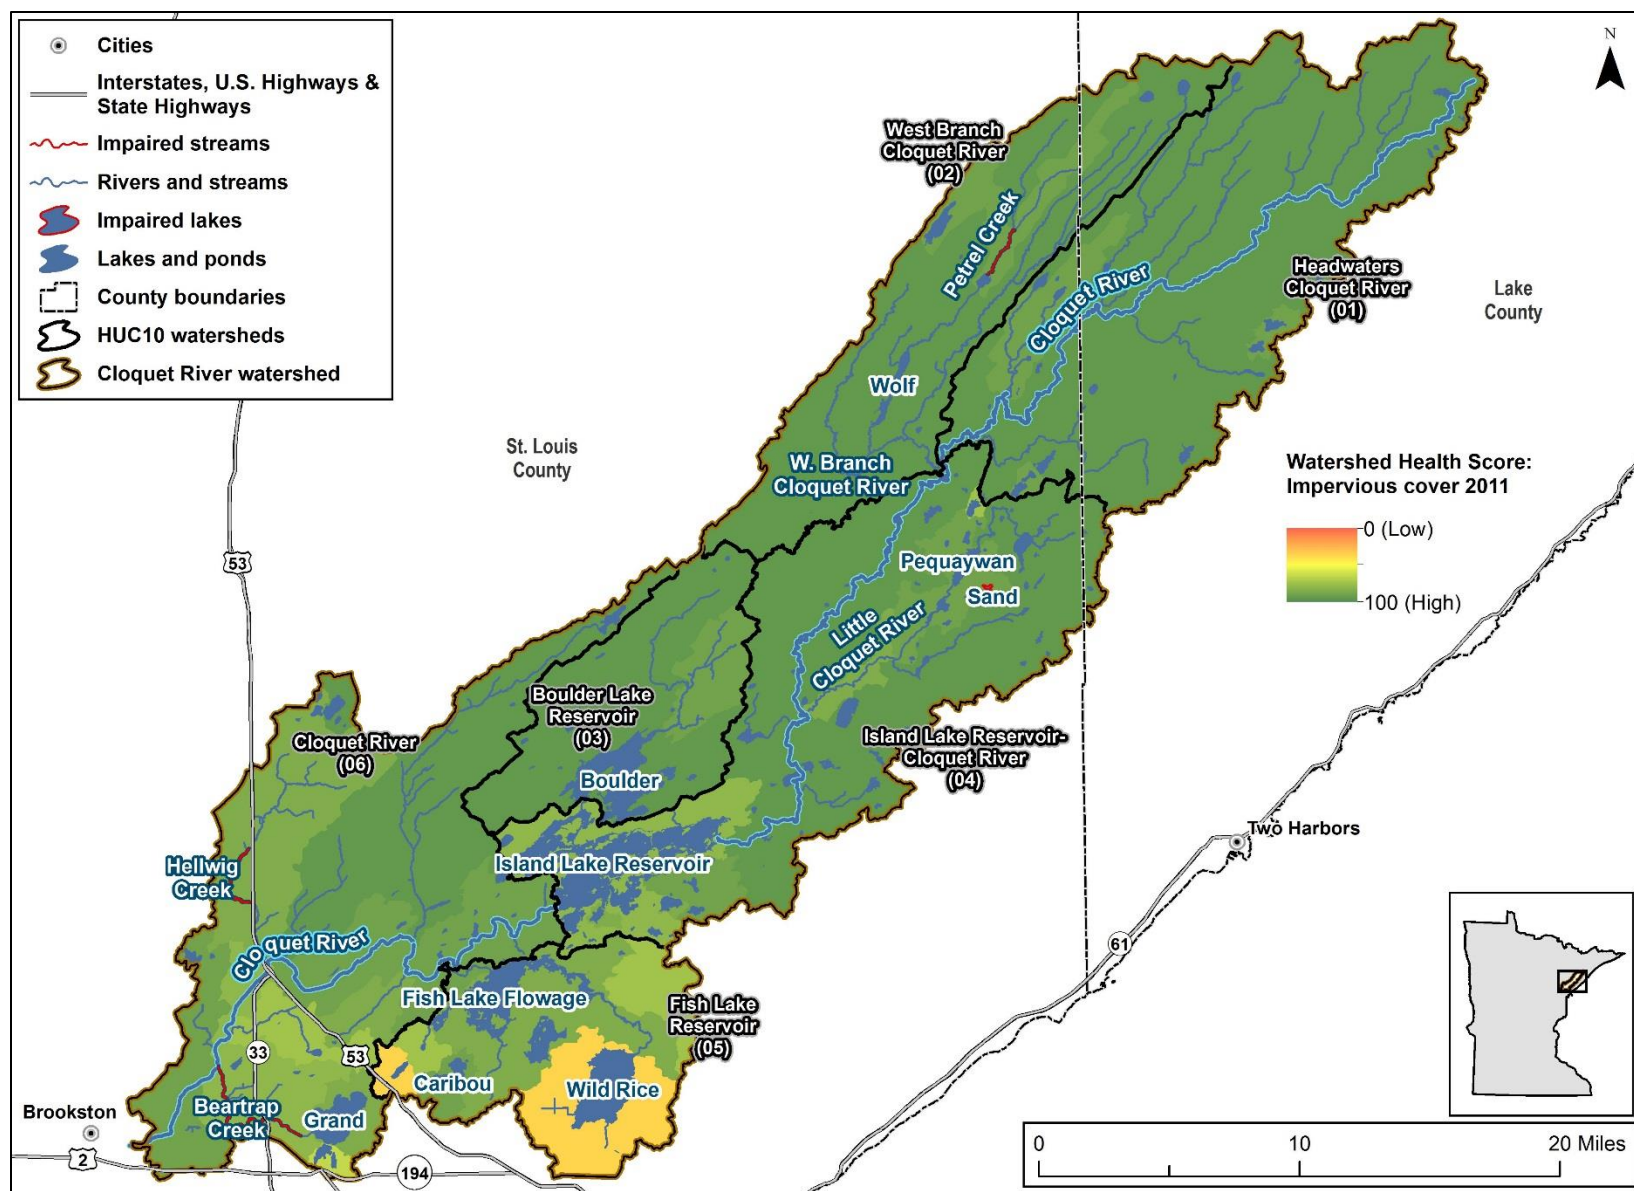 Cities
Interstates, U.S. Highways &
State Highways
Impaired streams
Rivers and streams
Impaired lakes
Lakes and ponds
County boundaries
HUC10 watersheds
Cloquet River watershed
N
West Branch
Cloquet River
(02)
Petrel Creek
Cloquet River
Headwaters
Cloquet River
(01)
Lake
County
Wolf
St. Louis
County
W. Branch
Cloquet River
Watershed Health Score:
Impervious cover 2011
0 (Low)
100 (High)
53
Pequaywan
Sand
Little
Cloquet River
Boulder Lake
Reservoir
(03)
Cloquet River
(06)
Island Lake Reservoir-
Cloquet River
(04)
Boulder
Two Harbors
Island Lake Reservoir
Hellwig
Creek
Cloquet River
61
Fish Lake Flowage
Fish Lake
Reservoir
(05)
33
53
Caribou
Wild Rice
Brookston
Beartrap
Creek
Grand
2
194
0
10
20 Miles